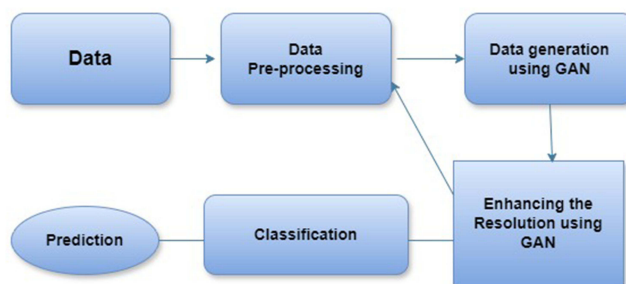 Data
Data
Pre-processing
Data generation
using GAN
Enhancing the
Resolution using
GAN
Classification
Prediction